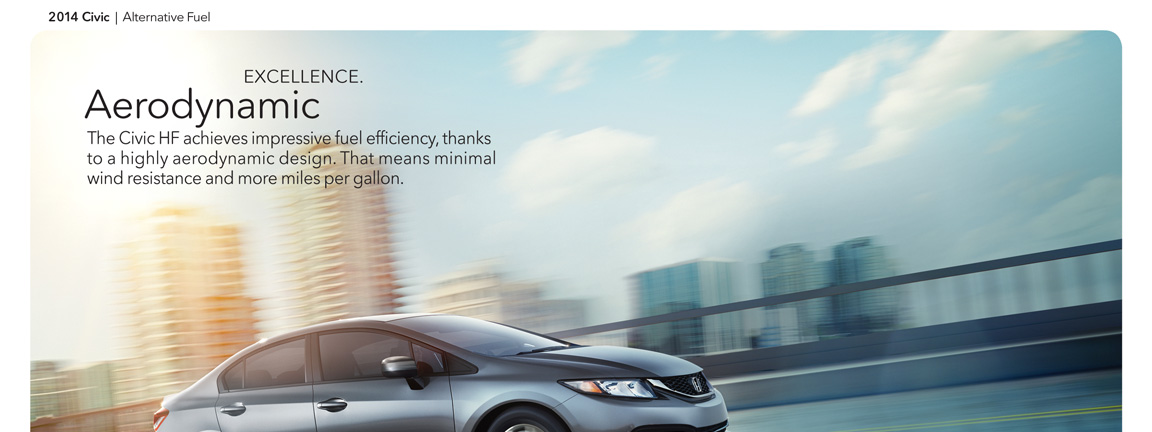 2014 Civic | Alternative Fuel
EXCELLENCE.
Aerodynamic
The Civic HF achieves impressive fuel efficiency, thanks
to a highly aerodynamic design. That means minimal
wind resistance and more miles per gallon.